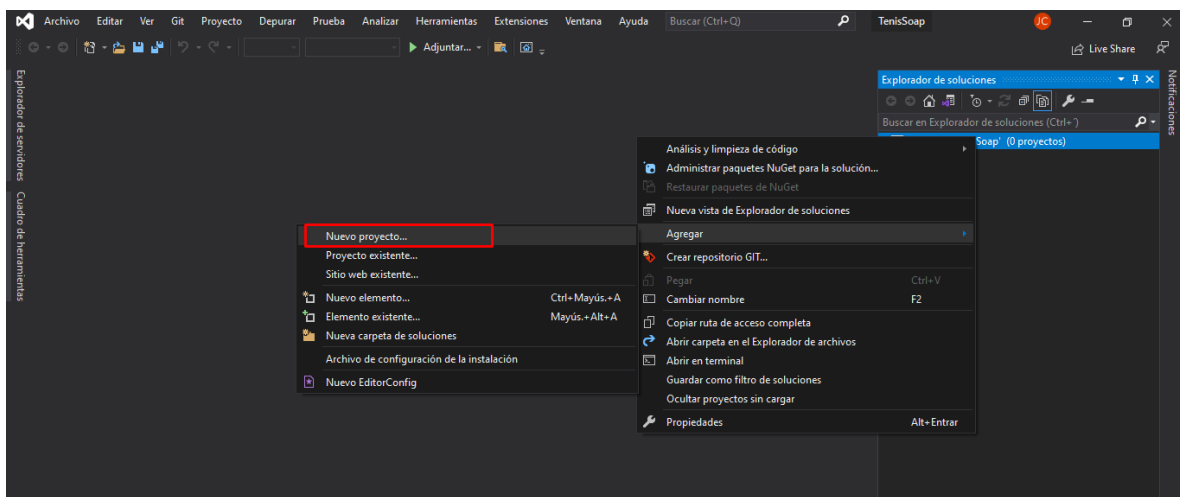 Archivo Editar Ver Git Proyecto Depurar Prueba Analizar Herramientas Extensiones Ventana Ayuda Buscar (Ctrl+Q) TenisSoap JC
Adjuntar... Live Share
Explorador de servidores
Cuadro de herramientas
Explorador de soluciones
Buscar en Explorador de soluciones (Ctrl+´)
Soap' (0 proyectos)
Notificaciones
Análisis y limpieza de código
Administrar paquetes NuGet para la solución...
Restaurar paquetes de NuGet
Nueva vista de Explorador de soluciones
Agregar
Crear repositorio GIT...
Pegar Ctrl+V
Cambiar nombre F2
Copiar ruta de acceso completa
Abrir carpeta en el Explorador de archivos
Abrir en terminal
Guardar como filtro de soluciones
Ocultar proyectos sin cargar
Propiedades Alt+Entrar
Nuevo proyecto...
Proyecto existente...
Sitio web existente...
Nuevo elemento... Ctrl+Mayús.+A
Elemento existente... Mayús.+Alt+A
Nueva carpeta de soluciones
Archivo de configuración de la instalación
Nuevo EditorConfig